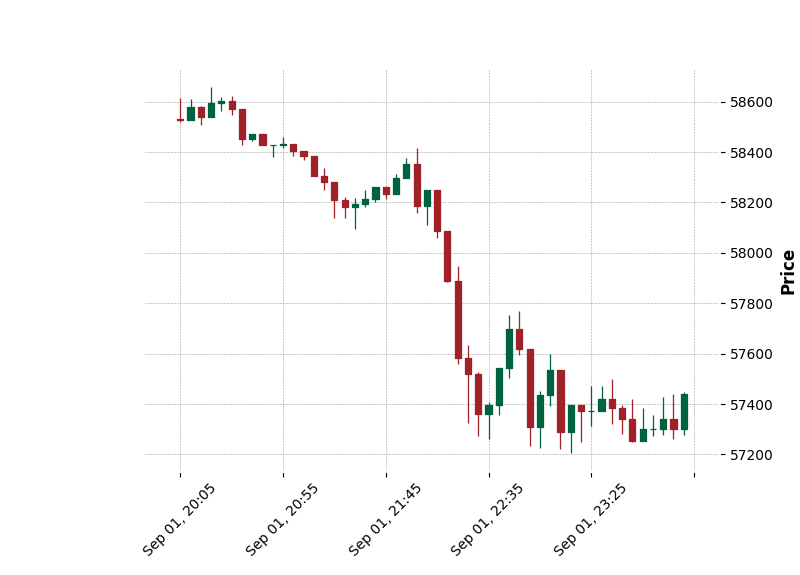 58600
58400
58200
58000
57800
57600
57400
57200
Price
Sep 01, 20:05
Sep 01, 20:55
Sep 01, 21:45
Sep 01, 22:35
Sep 01, 23:25